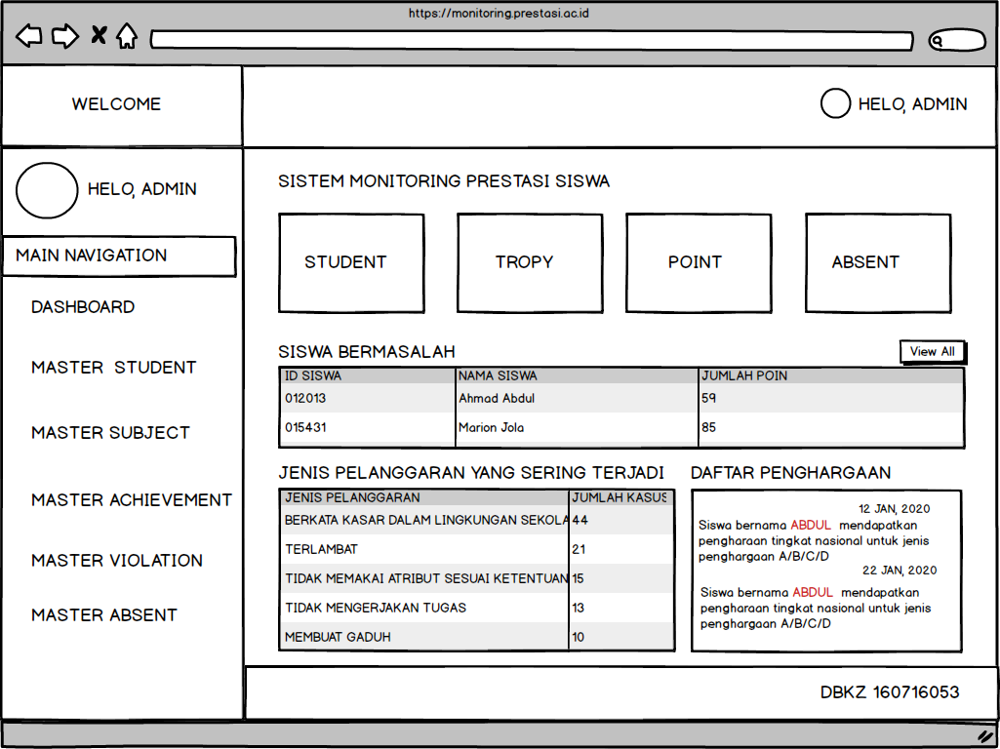 https://monitoring.prestasi.ac.id
WELCOME
HELO, ADMIN
HELO, ADMIN
MAIN NAVIGATION
DASHBOARD
MASTER STUDENT
MASTER SUBJECT
MASTER ACHIEVEMENT
MASTER VIOLATION
MASTER ABSENT
SISTEM MONITORING PRESTASI SISWA
STUDENT TROPY POINT ABSENT
SISWA BERMASALAH
View All
ID SISWA NAMA SISWA JUMLAH POIN
012013 Ahmad Abdul 59
015431 Marion Jola 85
JENIS PELANGGARAN YANG SERING TERJADI
JENIS PELANGGARAN JUMLAH KASUS
BERKATA KASAR DALAM LINGKUNGAN SEKOLA 44
TERLAMBAT 21
TIDAK MEMAKAI ATRIBUT SESUAI KETENTUAN 15
TIDAK MENGERJAKAN TUGAS 13
MEMBUAT GADUH 10
DAFTAR PENGHARGAAN
12 JAN, 2020
Siswa bernama ABDUL mendapatkan
pengharaan tingkat nasional untuk jenis
penghargaan A/B/C/D
22 JAN, 2020
Siswa bernama ABDUL mendapatkan
pengharaan tingkat nasional untuk jenis
penghargaan A/B/C/D
DBKZ 160716053